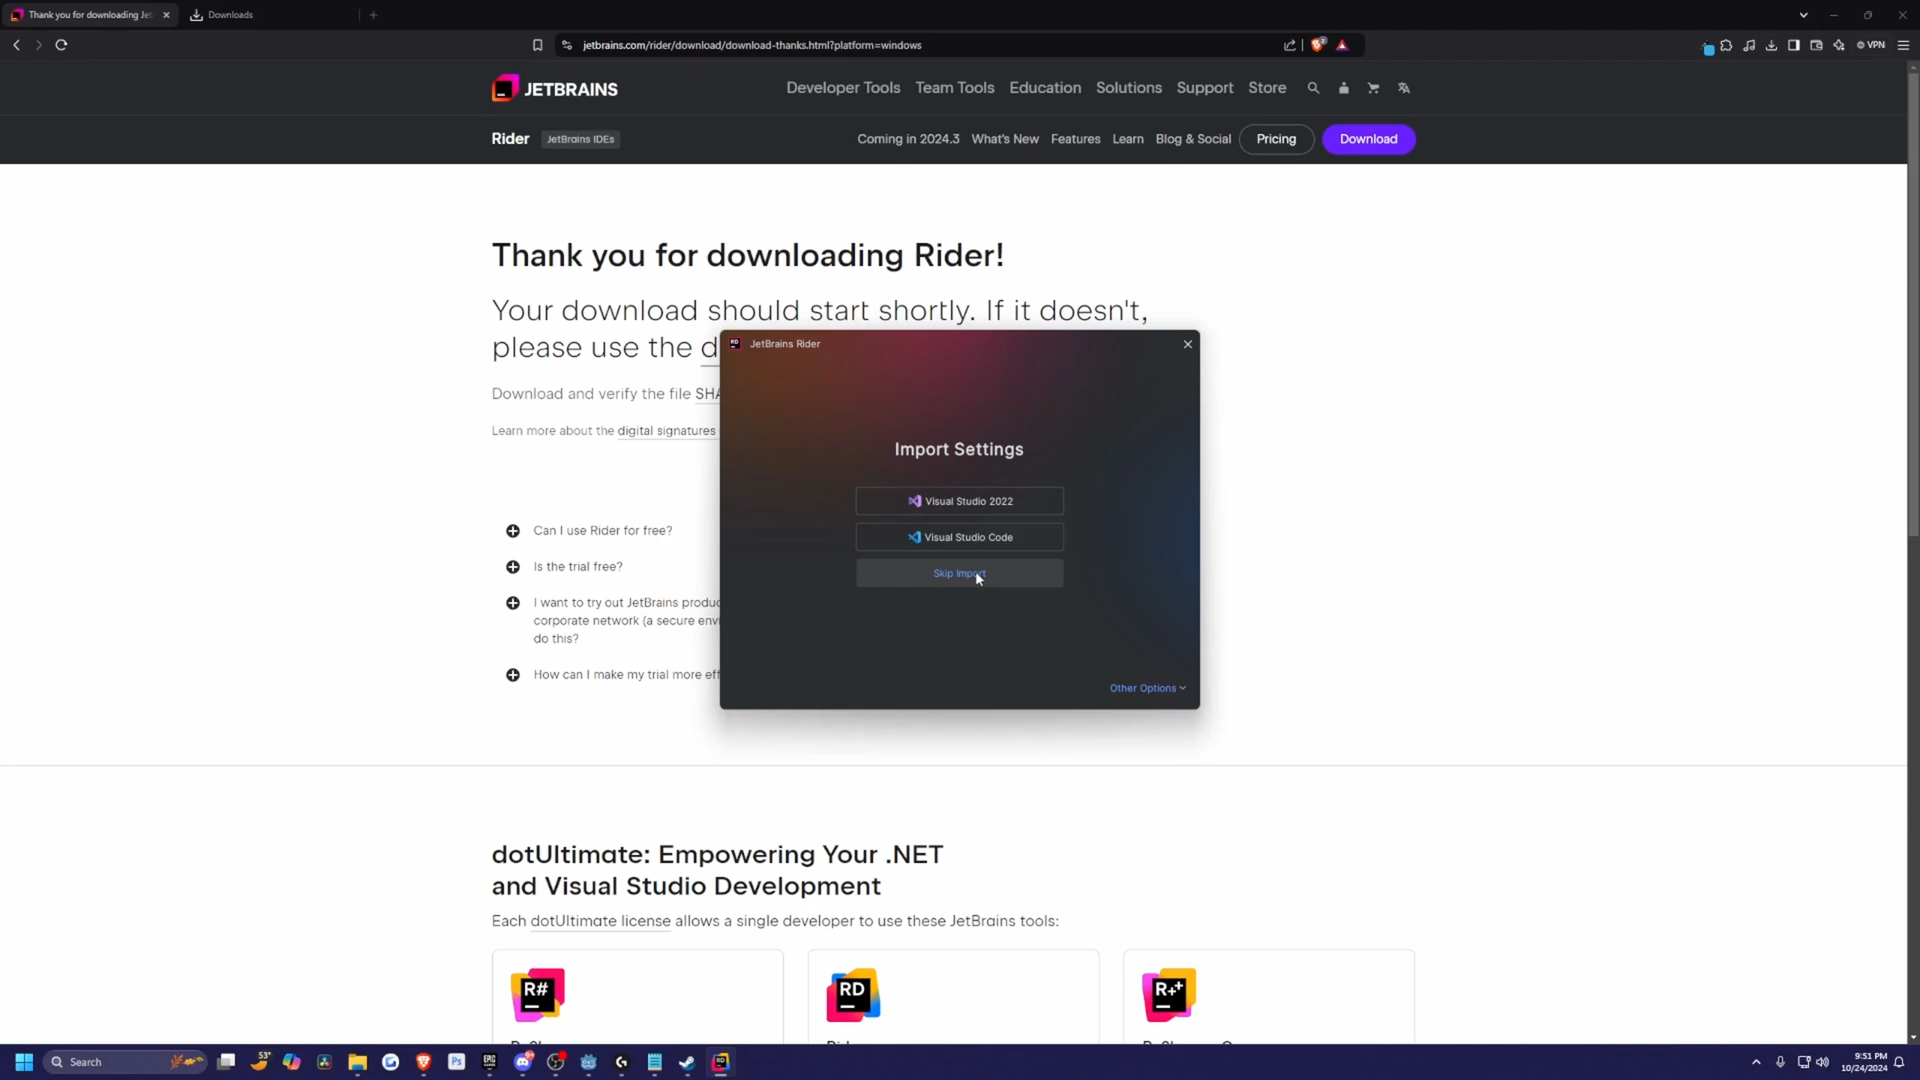 Thank you for downloading Jet
Downloads
jetbrains.com/rider/download/download-thanks.html?platform=windows
VPN
JETBRAINS
Developer Tools Team Tools Education Solutions Support Store
Rider JetBrains IDEs
Coming in 2024.3 What's New Features Learn Blog & Social Pricing Download
Thank you for downloading Rider!
Your download should start shortly. If it doesn't,
please use the d
Download and verify the file SHA
Learn more about the digital signatures
Can I use Rider for free?
Is the trial free?
I want to try out JetBrains produc
corporate network (a secure envi
do this?
How can I make my trial more eff
RD JetBrains Rider
Import Settings
Visual Studio 2022
Visual Studio Code
Skip Import
Other Options
dotUltimate: Empowering Your .NET
and Visual Studio Development
Each dotUltimate license allows a single developer to use these JetBrains tools:
R#
RD
R++
Search
53°
Ps
EPIC
RD
9:51 PM
10/24/2024